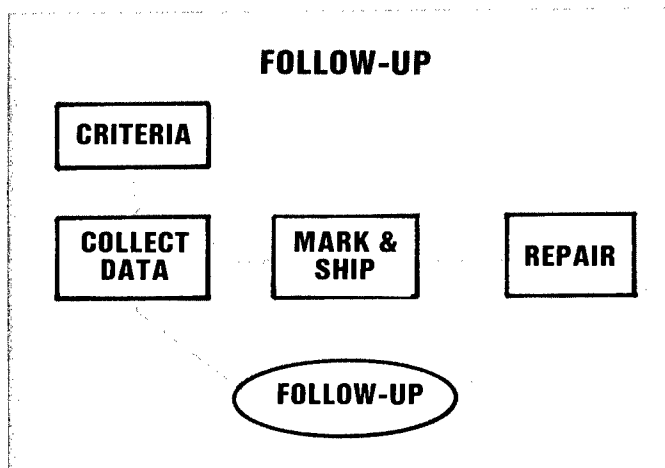 FOLLOW-UP
CRITERIA
COLLECT
DATA
MARK &
SHIP
REPAIR
FOLLOW-UP